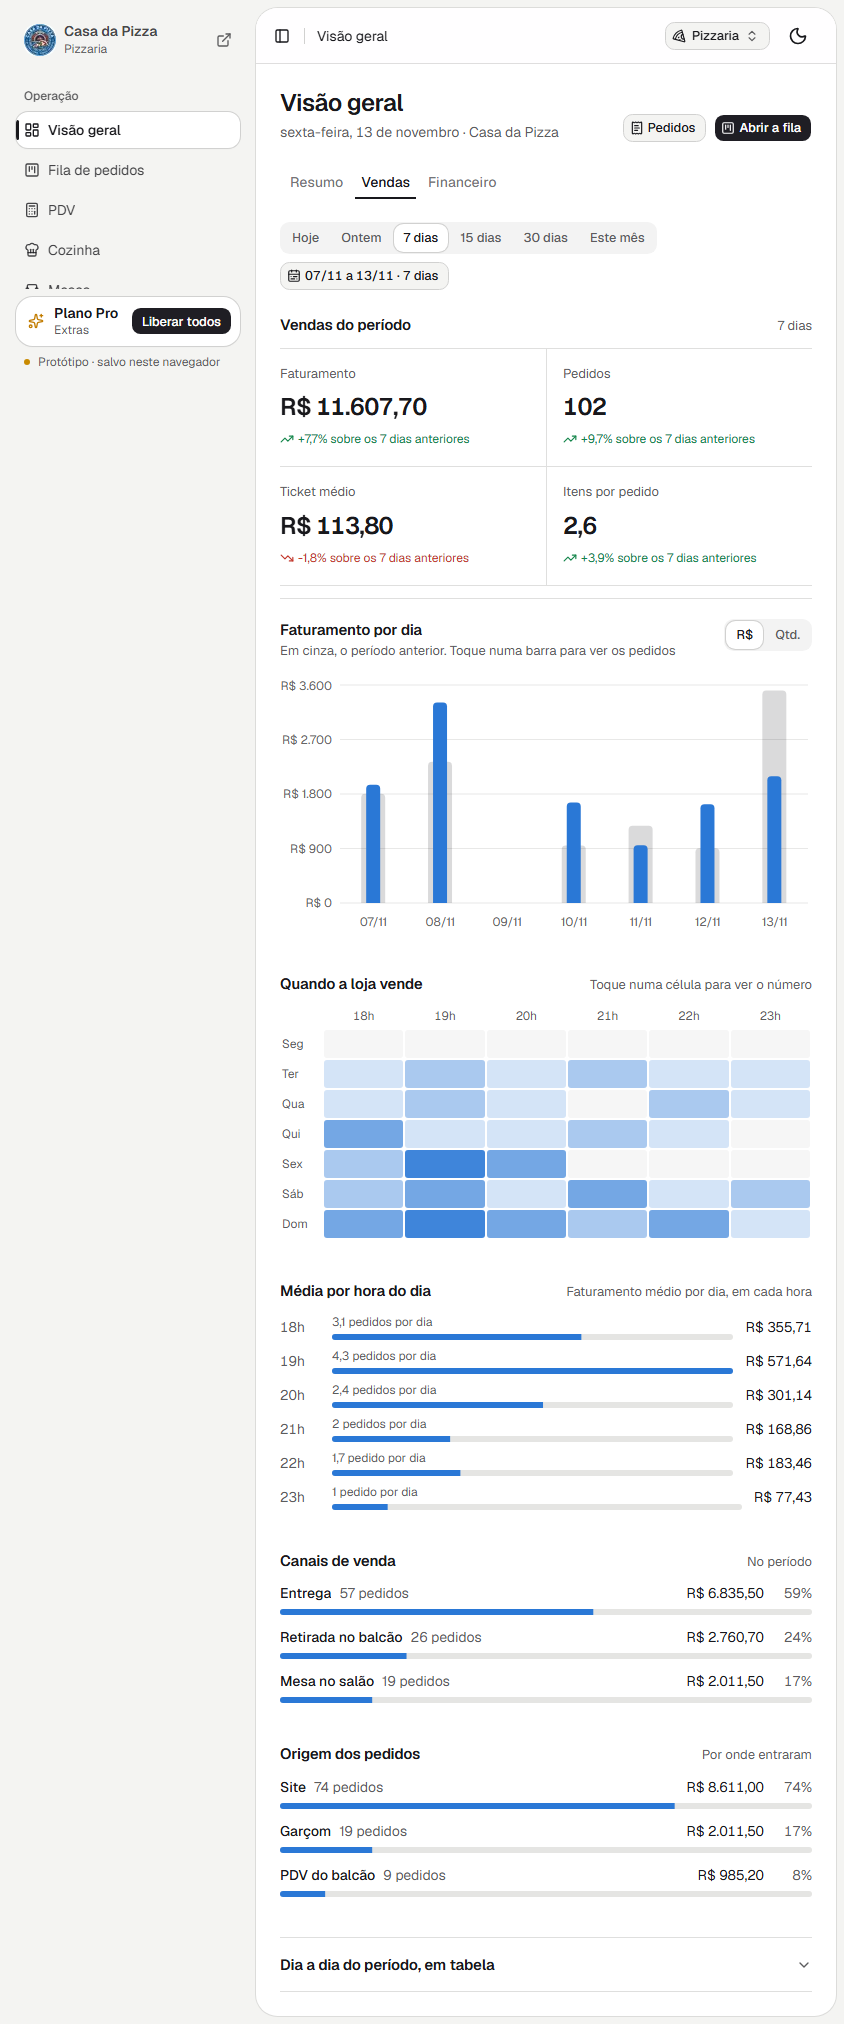 Casa da Pizza
Pizzaria
Operação
Visão geral
Fila de pedidos
PDV
Cozinha
Plano Pro
Extras
Liberar todos
Protótipo · salvo neste navegador
Visão geral
Pizzaria
Visão geral
sexta-feira, 13 de novembro · Casa da Pizza
Pedidos
Abrir a fila
Resumo Vendas Financeiro
Hoje Ontem 7 dias 15 dias 30 dias Este mês
07/11 a 13/11 · 7 dias
Vendas do período 7 dias
Faturamento
R$ 11.607,70
+7,7% sobre os 7 dias anteriores
Pedidos
102
+9,7% sobre os 7 dias anteriores
Ticket médio
R$ 113,80
-1,8% sobre os 7 dias anteriores
Itens por pedido
2,6
+3,9% sobre os 7 dias anteriores
Faturamento por dia
Em cinza, o período anterior. Toque numa barra para ver os pedidos
R$ Qtd.
R$ 3.600
R$ 2.700
R$ 1.800
R$ 900
R$ 0
07/11 08/11 09/11 10/11 11/11 12/11 13/11
Quando a loja vende Toque numa célula para ver o número
18h 19h 20h 21h 22h 23h
Seg
Ter
Qua
Qui
Sex
Sáb
Dom
Média por hora do dia Faturamento médio por dia, em cada hora
18h 3,1 pedidos por dia R$ 355,71
19h 4,3 pedidos por dia R$ 571,64
20h 2,4 pedidos por dia R$ 301,14
21h 2 pedidos por dia R$ 168,86
22h 1,7 pedido por dia R$ 183,46
23h 1 pedido por dia R$ 77,43
Canais de venda No período
Entrega 57 pedidos R$ 6.835,50 59%
Retirada no balcão 26 pedidos R$ 2.760,70 24%
Mesa no salão 19 pedidos R$ 2.011,50 17%
Origem dos pedidos Por onde entraram
Site 74 pedidos R$ 8.611,00 74%
Garçom 19 pedidos R$ 2.011,50 17%
PDV do balcão 9 pedidos R$ 985,20 8%
Dia a dia do período, em tabela